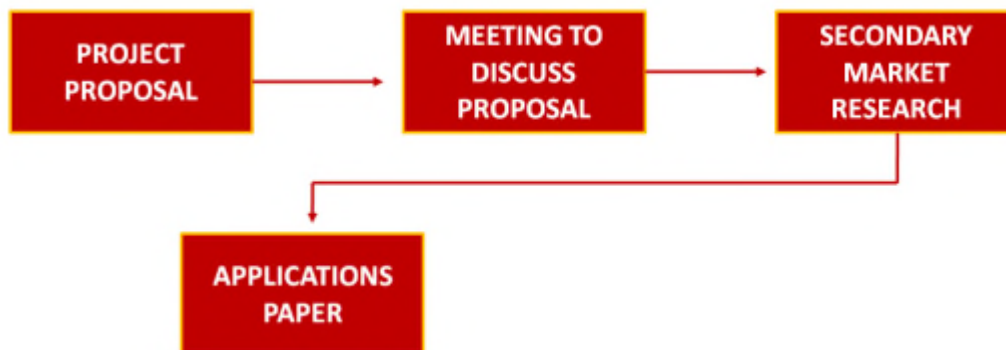 PROJECT
PROPOSAL
MEETING TO
DISCUSS
PROPOSAL
SECONDARY
MARKET
RESEARCH
APPLICATIONS
PAPER